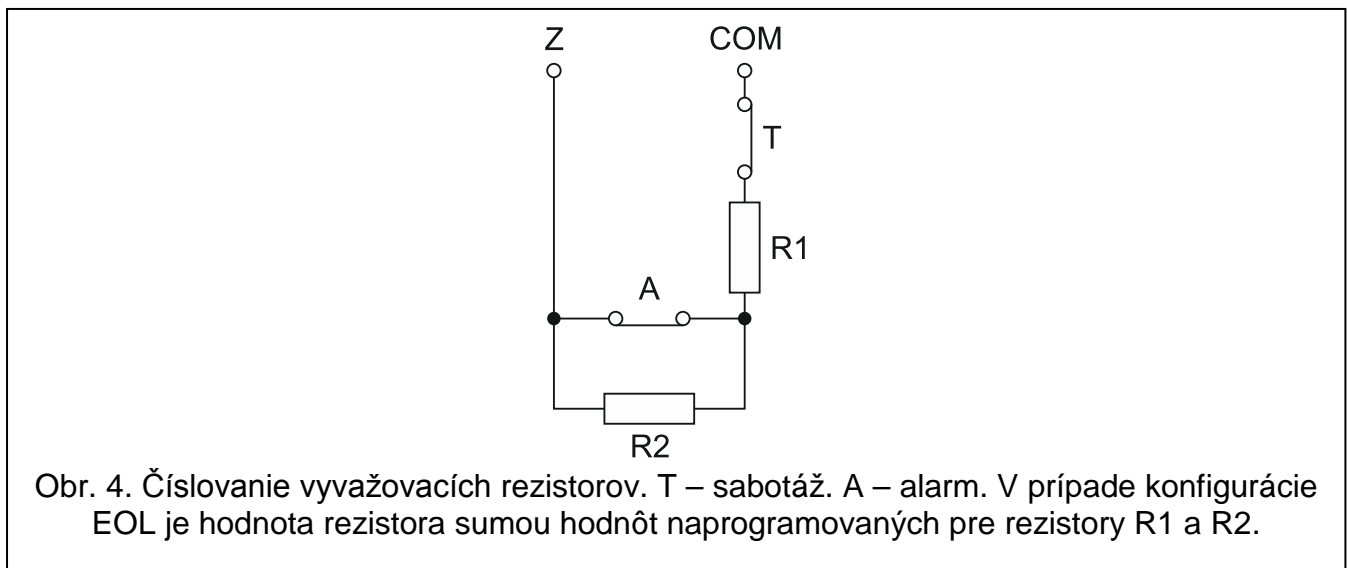 Z COM
T
R1
A
R2
Obr. 4. Číslovanie vyvažovacích rezistorov. T – sabotáž. A – alarm. V prípade konfigurácie
EOL je hodnota rezistora sumou hodnôt naprogramovaných pre rezistory R1 a R2.